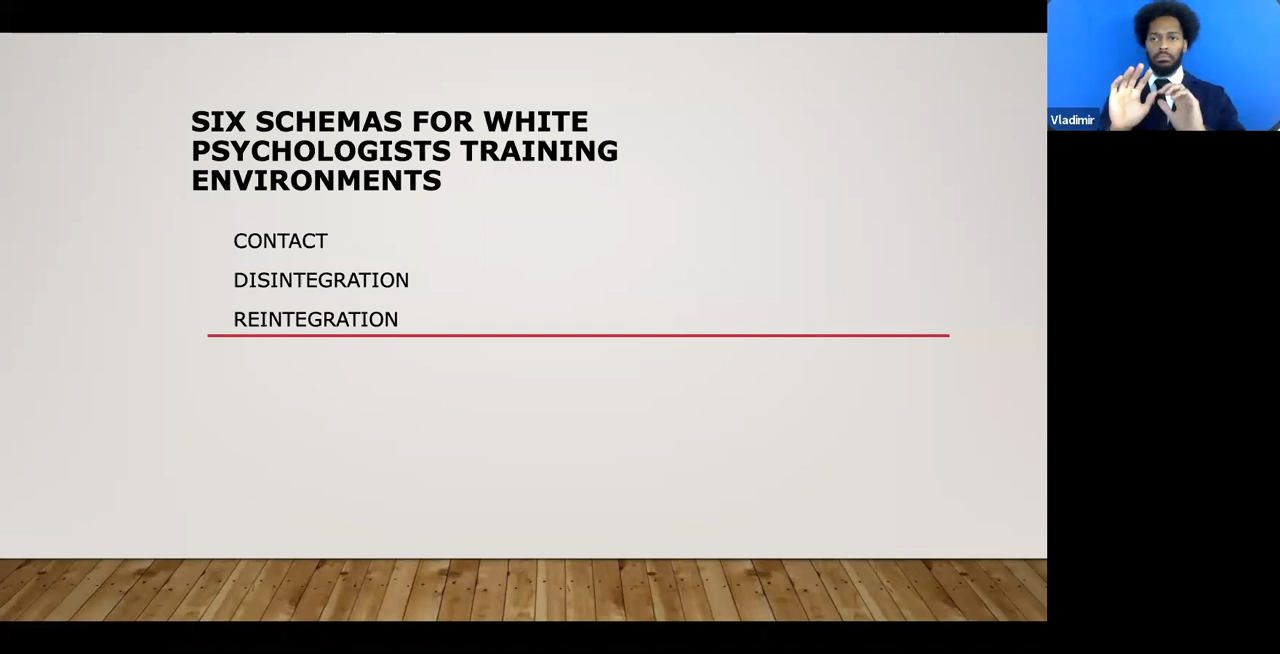 SIX SCHEMAS FOR WHITE
PSYCHOLOGISTS TRAINING
ENVIRONMENTS
CONTACT
DISINTEGRATION
REINTEGRATION
Vladimir